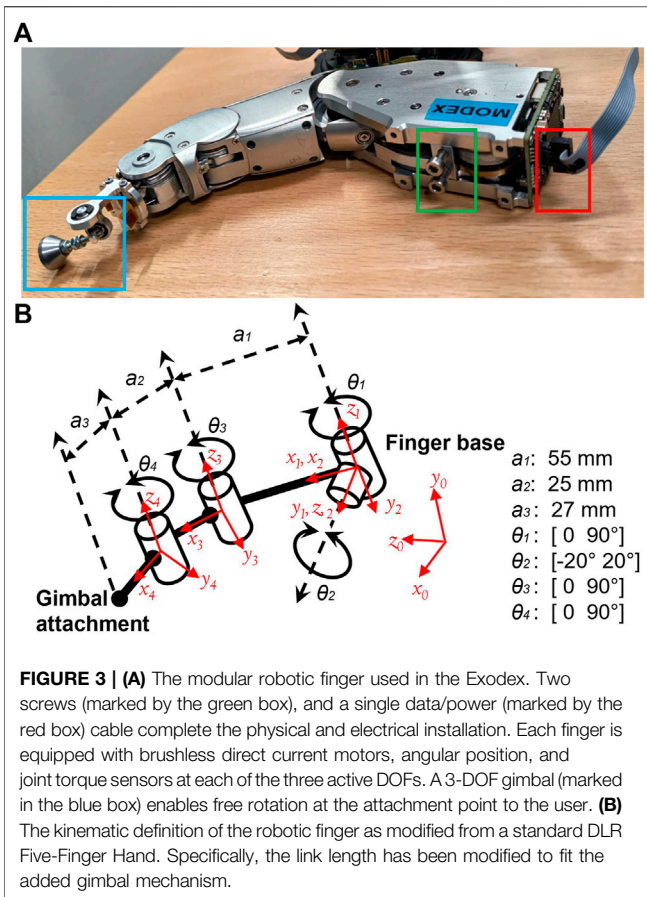 A
MODEX
B
a1
a2
a3
θ1
θ3
θ4
z1
z3
z4
Finger base
x1, x2
y1, z2
y2
x3
y3
x4
y4
θ2
y0
z0
x0
Gimbal
attachment
a1: 55 mm
a2: 25 mm
a3: 27 mm
θ1: [ 0 90°]
θ2: [-20° 20°]
θ3: [ 0 90°]
θ4: [ 0 90°]
FIGURE 3 | (A) The modular robotic finger used in the Exodex. Two
screws (marked by the green box), and a single data/power (marked by the
red box) cable complete the physical and electrical installation. Each finger is
equipped with brushless direct current motors, angular position, and
joint torque sensors at each of the three active DOFs. A 3-DOF gimbal (marked
in the blue box) enables free rotation at the attachment point to the user. (B)
The kinematic definition of the robotic finger as modified from a standard DLR
Five-Finger Hand. Specifically, the link length has been modified to fit the
added gimbal mechanism.